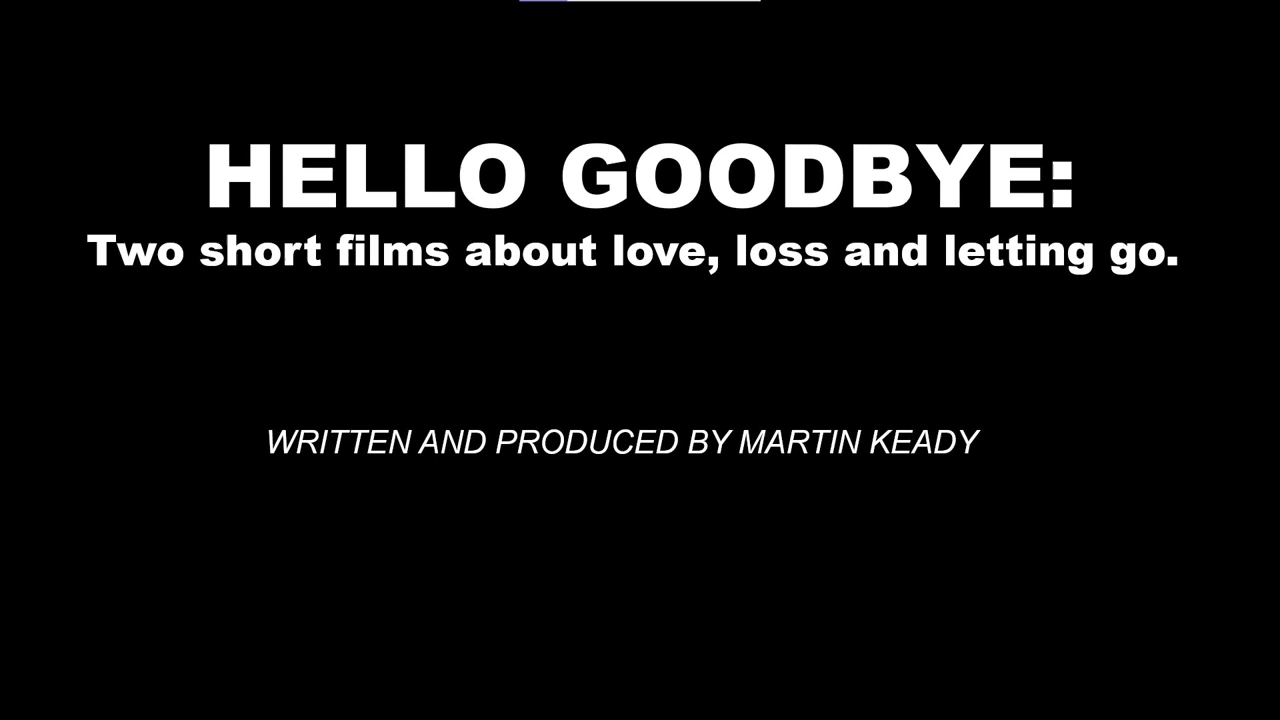 HELLO GOODBYE:
Two short films about love, loss and letting go.
WRITTEN AND PRODUCED BY MARTIN KEADY